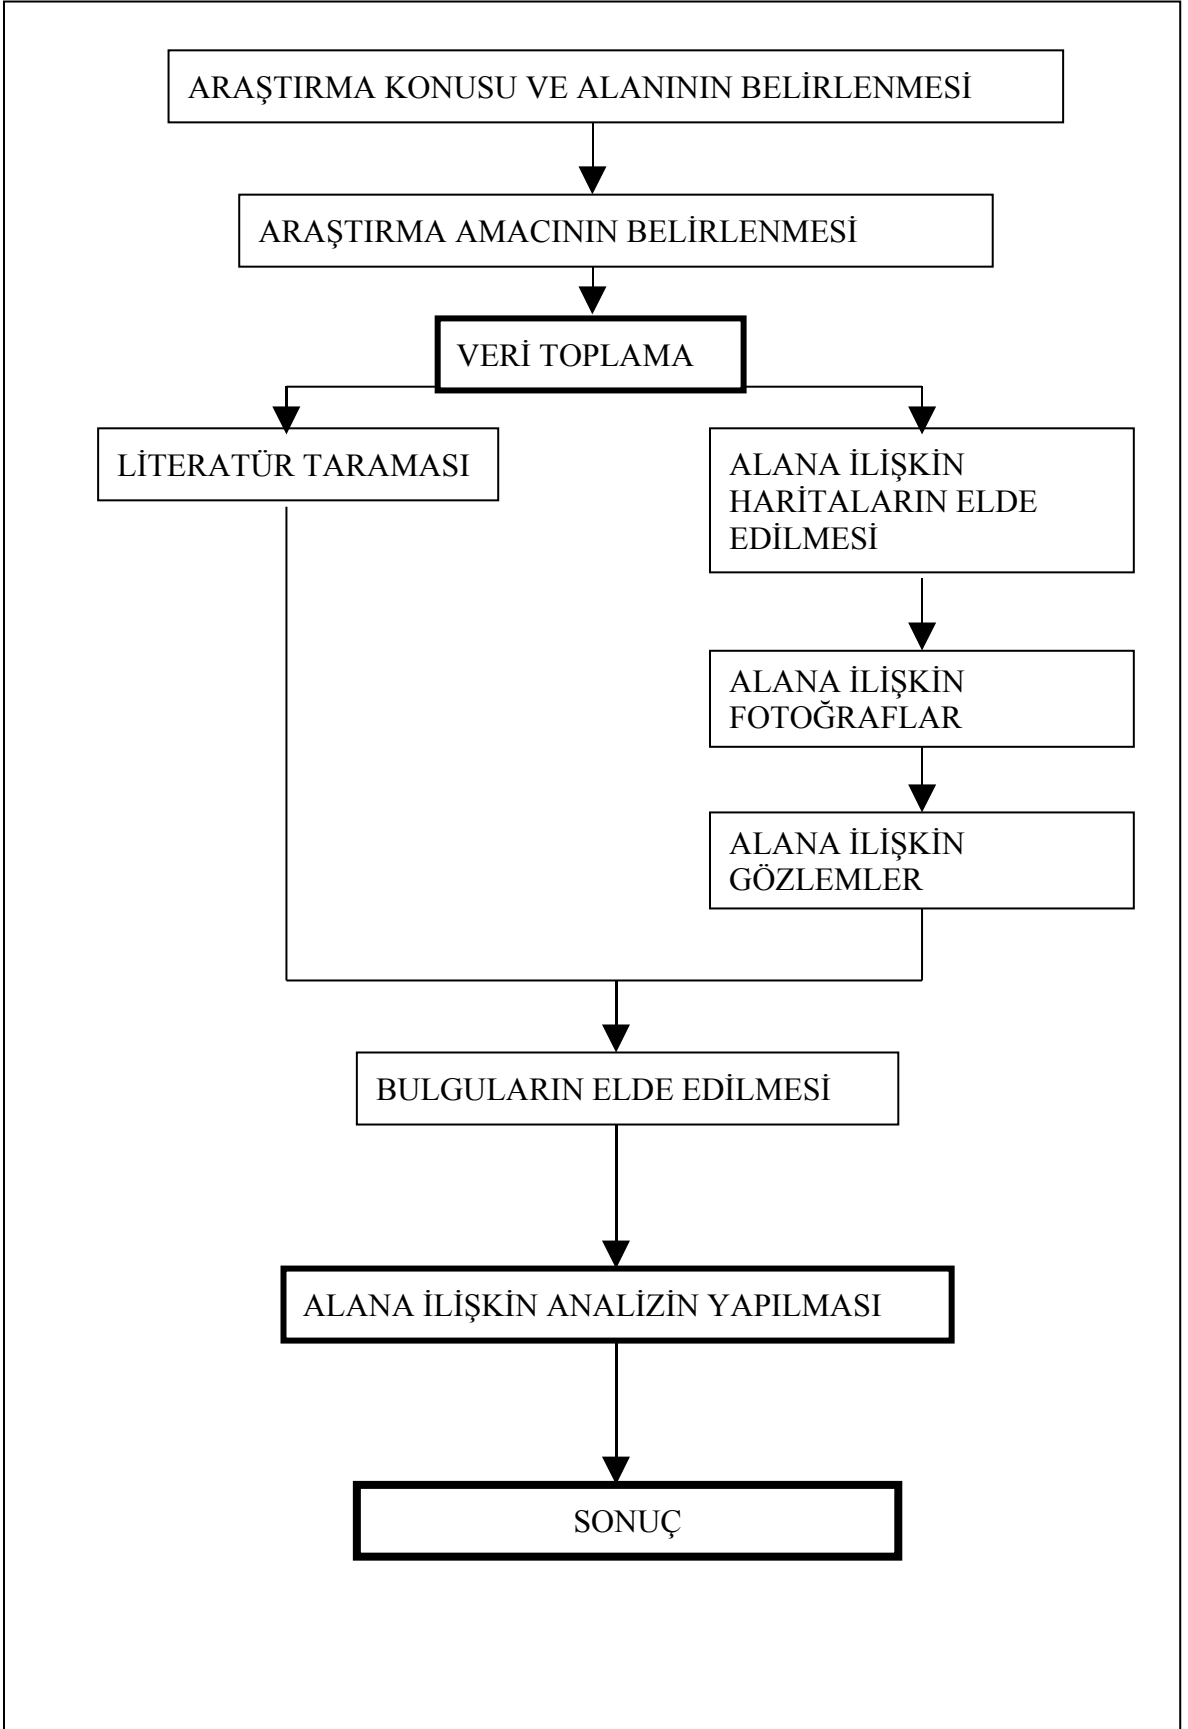 ARAŞTIRMA KONUSU VE ALANININ BELİRLENMESİ
ARAŞTIRMA AMACININ BELİRLENMESİ
VERİ TOPLAMA
LİTERATÜR TARAMASI
ALANA İLİŞKİN
HARİTALARIN ELDE
EDİLMESİ
ALANA İLİŞKİN
FOTOĞRAFLAR
ALANA İLİŞKİN
GÖZLEMLER
BULGULARIN ELDE EDİLMESİ
ALANA İLİŞKİN ANALİZİN YAPILMASI
SONUÇ